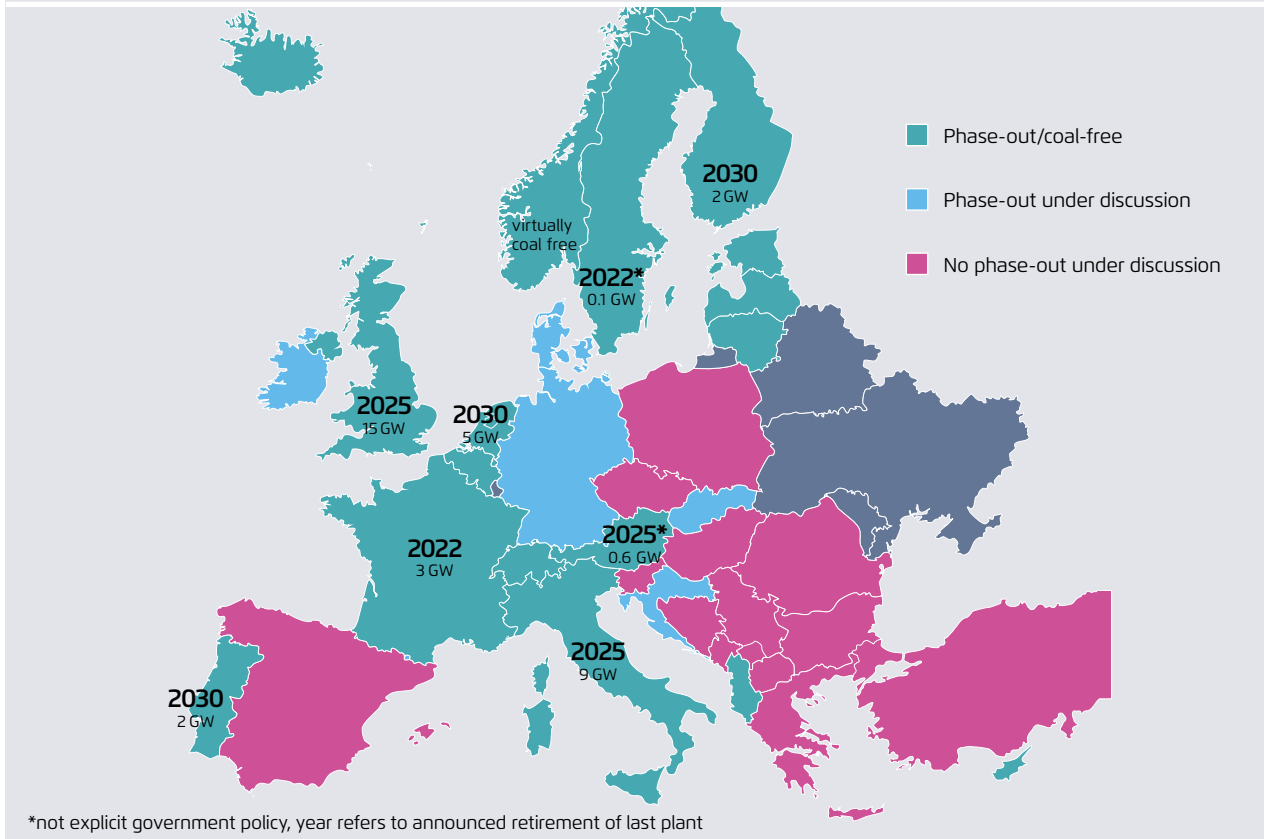 Phase-out/coal-free
Phase-out under discussion
No phase-out under discussion
2030
2 GW
virtually
coal free
2022*
0.1 GW
2025
15 GW
2030
5 GW
2022
3 GW
2025*
0.6 GW
2025
9 GW
2030
2 GW
*not explicit government policy, year refers to announced retirement of last plant